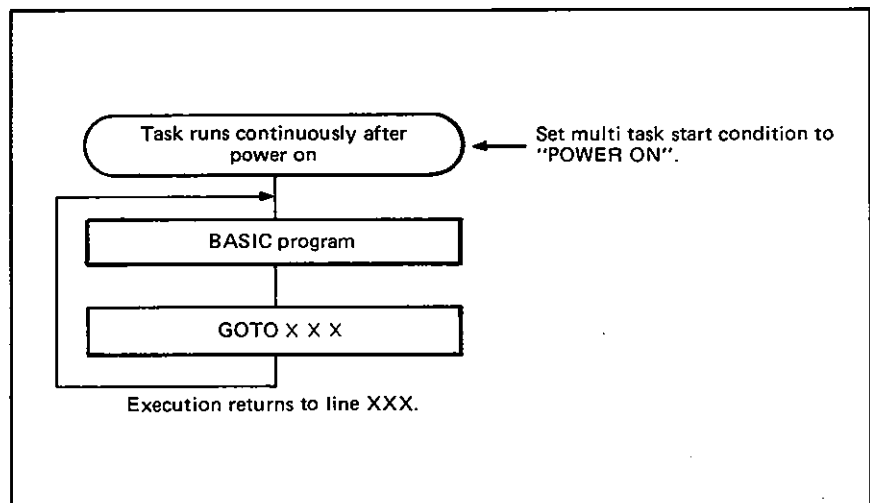 Task runs continuously after
power on
Set multi task start condition to
"POWER ON".
BASIC program
GOTO X X X
Execution returns to line XXX.